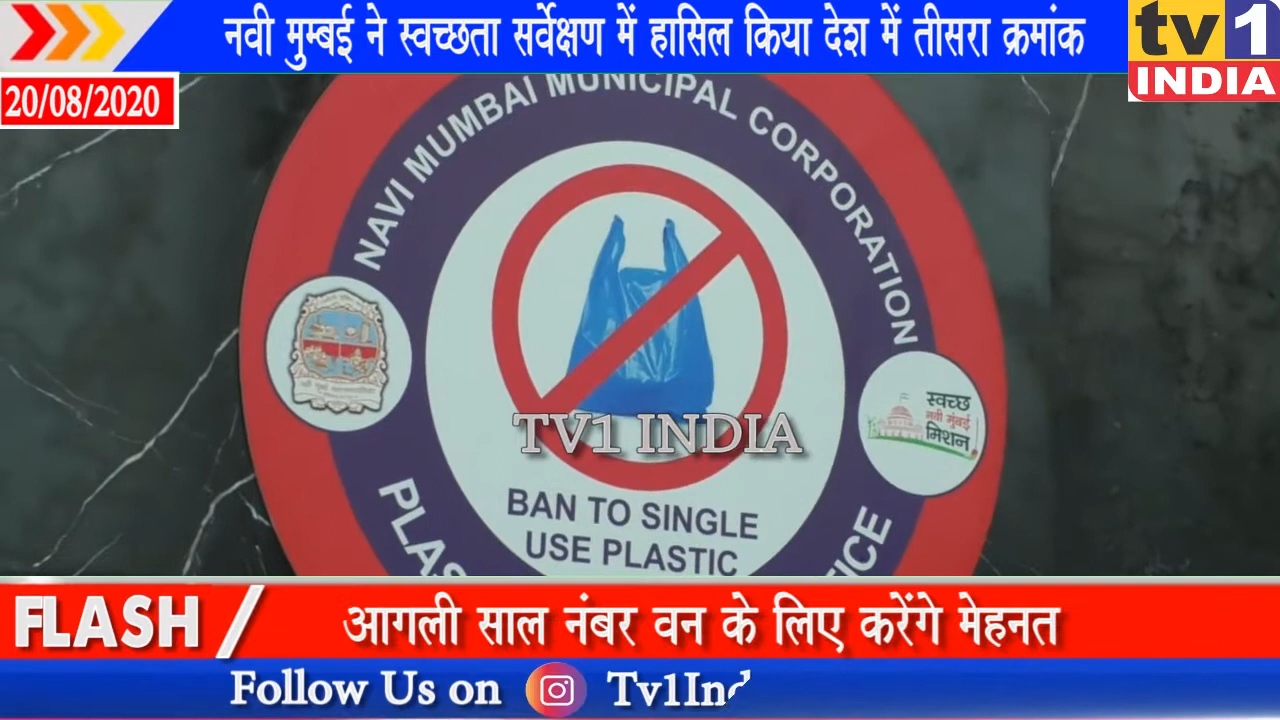 नवी मुम्बई ने स्वच्छता सर्वेक्षण में हासिल किया देश में तीसरा क्रमांक
tv1
INDIA
20/08/2020
NAVI MUMBAI MUNICIPAL CORPORATION
स्वच्छ
नवी मुंबई
मिशन
TV1 INDIA
BAN TO SINGLE
USE PLASTIC
FLASH/
आगली साल नंबर वन के लिए करेंगे मेहनत
Follow Us on Tv1Ind